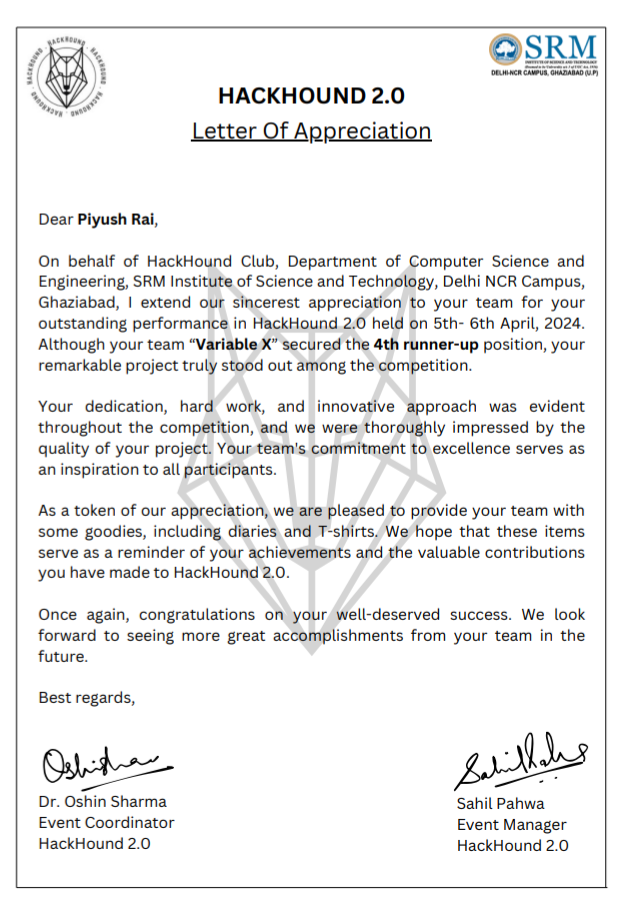 HACKHOUND HACKHOUND HACKHOUND HACKHOUND
SRM
INSTITUTE OF SCIENCE AND TECHNOLOGY
DELHI-NCR CAMPUS, GHAZIABAD (U.P)
HACKHOUND 2.0
Letter Of Appreciation
Dear Piyush Rai,
On behalf of HackHound Club, Department of Computer Science and
Engineering, SRM Institute of Science and Technology, Delhi NCR Campus,
Ghaziabad, I extend our sincerest appreciation to your team for your
outstanding performance in HackHound 2.0 held on 5th- 6th April, 2024.
Although your team “Variable X” secured the 4th runner-up position, your
remarkable project truly stood out among the competition.
Your dedication, hard work, and innovative approach was evident
throughout the competition, and we were thoroughly impressed by the
quality of your project. Your team's commitment to excellence serves as
an inspiration to all participants.
As a token of our appreciation, we are pleased to provide your team with
some goodies, including diaries and T-shirts. We hope that these items
serve as a reminder of your achievements and the valuable contributions
you have made to HackHound 2.0.
Once again, congratulations on your well-deserved success. We look
forward to seeing more great accomplishments from your team in the
future.
Best regards,
Dr. Oshin Sharma
Event Coordinator
HackHound 2.0
Sahil Pahwa
Event Manager
HackHound 2.0